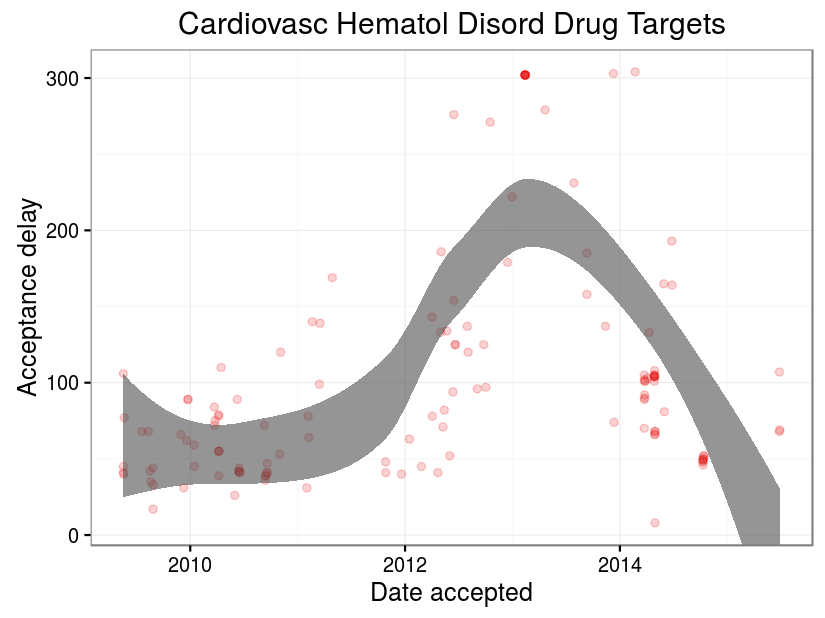 Cardiovasc Hematol Disord Drug Targets
300
200
100
0
Acceptance delay
2010 2012 2014
Date accepted